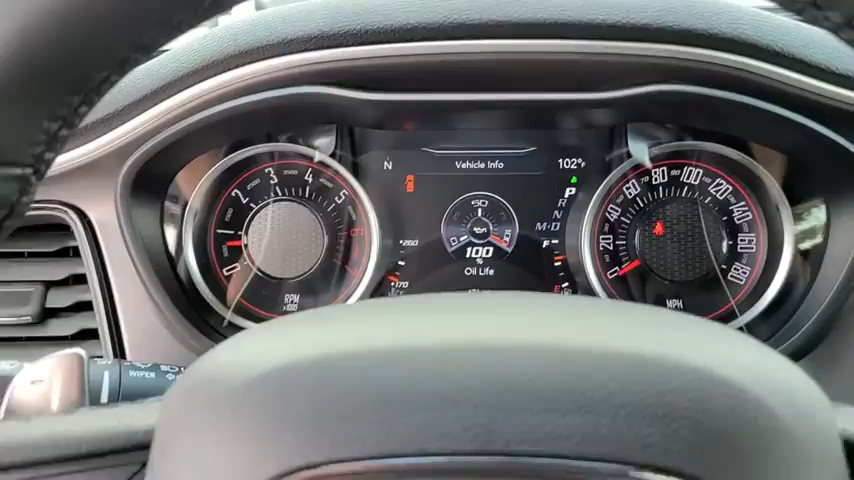 Vehicle Info
N
102°F
P
R
N
M·D
1
2
3
4
5
6
RPM
X1000
50
0
100
100
%
Oil Life
260
170
F
E
20
40
60
80
100
120
140
160
180
MPH
WIPER